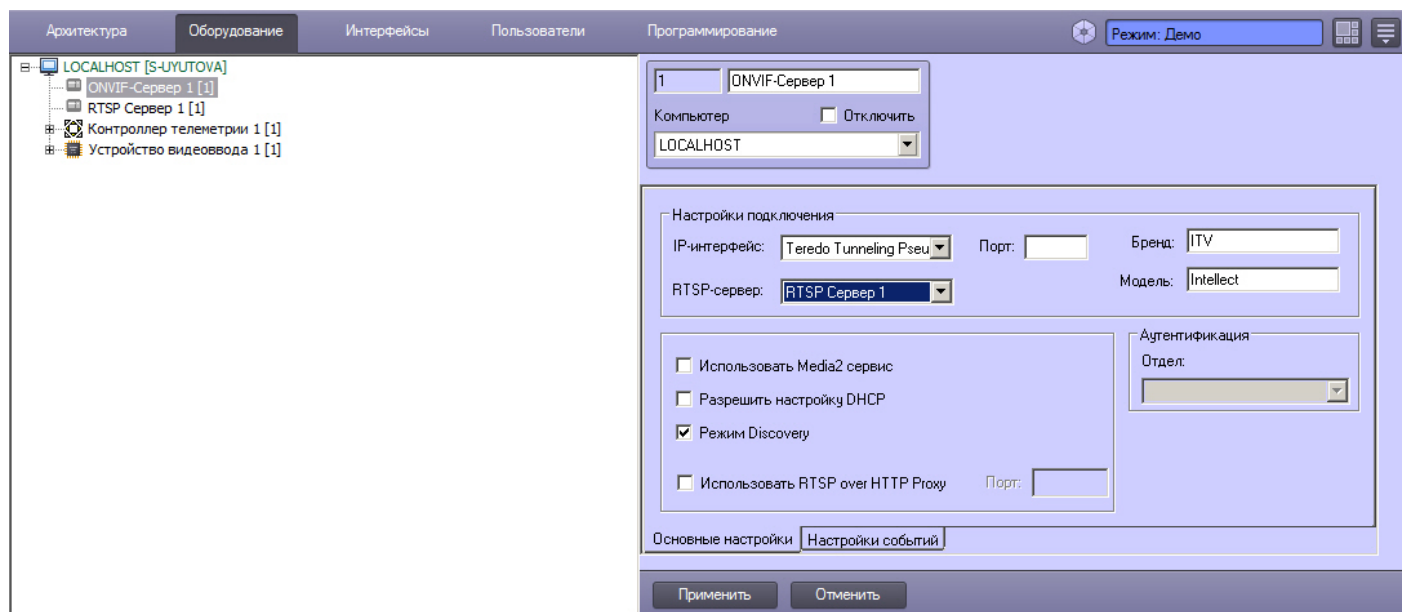 Архитектура Оборудование Интерфейсы Пользователи Программирование Режим: Демо
LOCALHOST [S-UYUTOVA]
ONVIF-Сервер 1 [1]
RTSP Сервер 1 [1]
Контроллер телеметрии 1 [1]
Устройство видеоввода 1 [1]
1 ONVIF-Сервер 1
Компьютер Отключить
LOCALHOST
Настройки подключения
IP-интерфейс: Teredo Tunneling Pseu Порт: Бренд: ITV
RTSP-сервер: RTSP Сервер 1 Модель: Intellect
Использовать Media2 сервис
Разрешить настройку DHCP
Режим Discovery
Использовать RTSP over HTTP Proxy Порт:
Аутентификация
Отдел:
Основные настройки Настройки событий
Применить Отменить